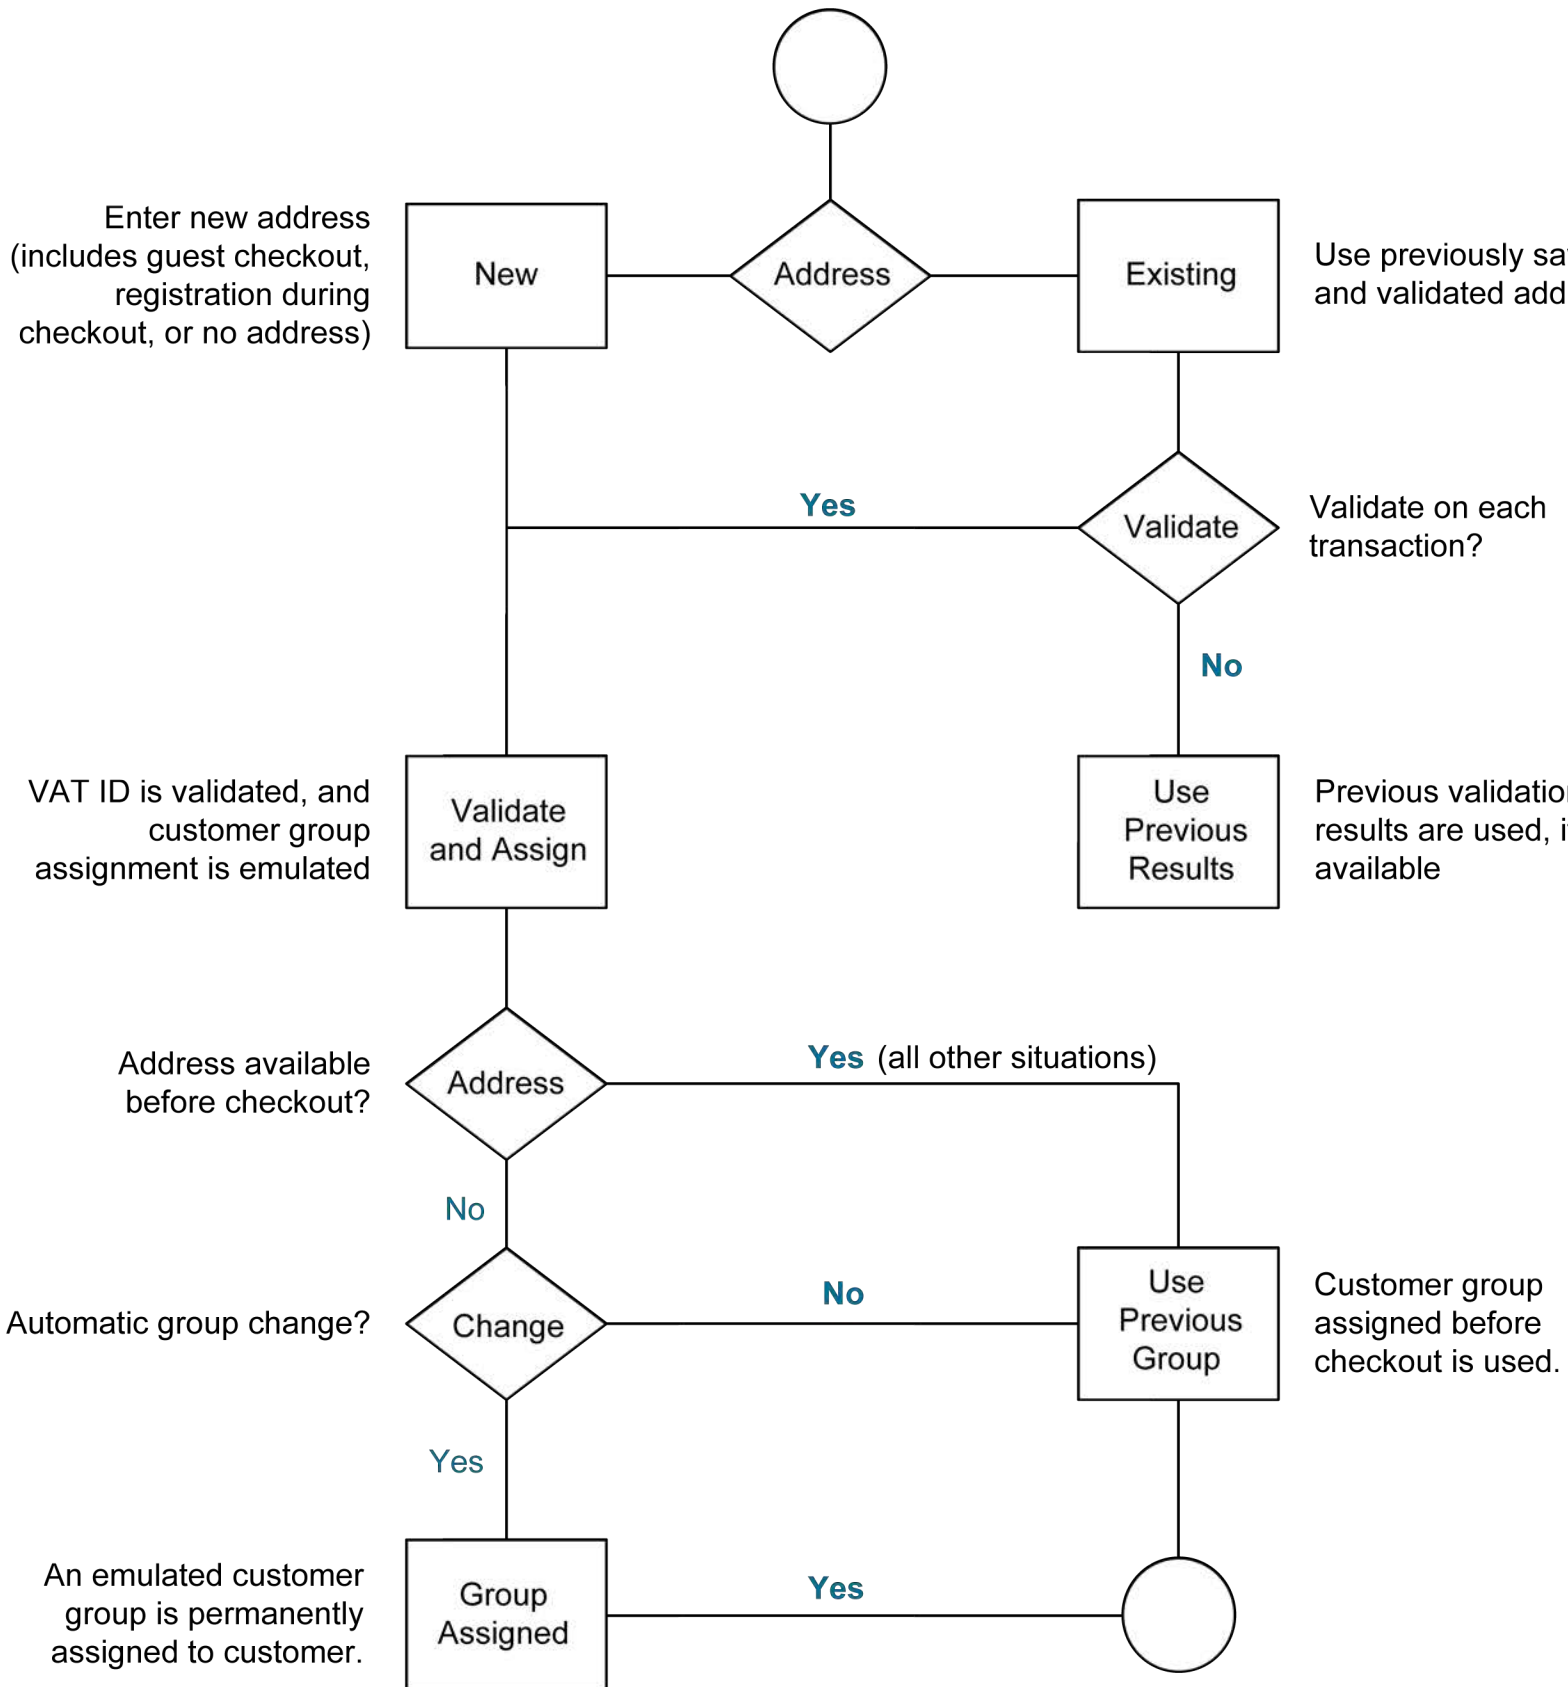 Enter new address
(includes guest checkout,
registration during
checkout, or no address)
New
Address
Existing
Use previously
and validated
Yes
Validate
Validate on each
transaction?
No
VAT ID is validated, and
customer group
assignment is emulated
Validate
and Assign
Use
Previous
Results
Previous
results are used,
available
Address available
before checkout?
Address
Yes (all other situations)
No
Automatic group change?
Change
No
Use
Previous
Group
Customer group
assigned before
checkout is used.
Yes
An emulated customer
group is permanently
assigned to customer.
Group
Assigned
Yes